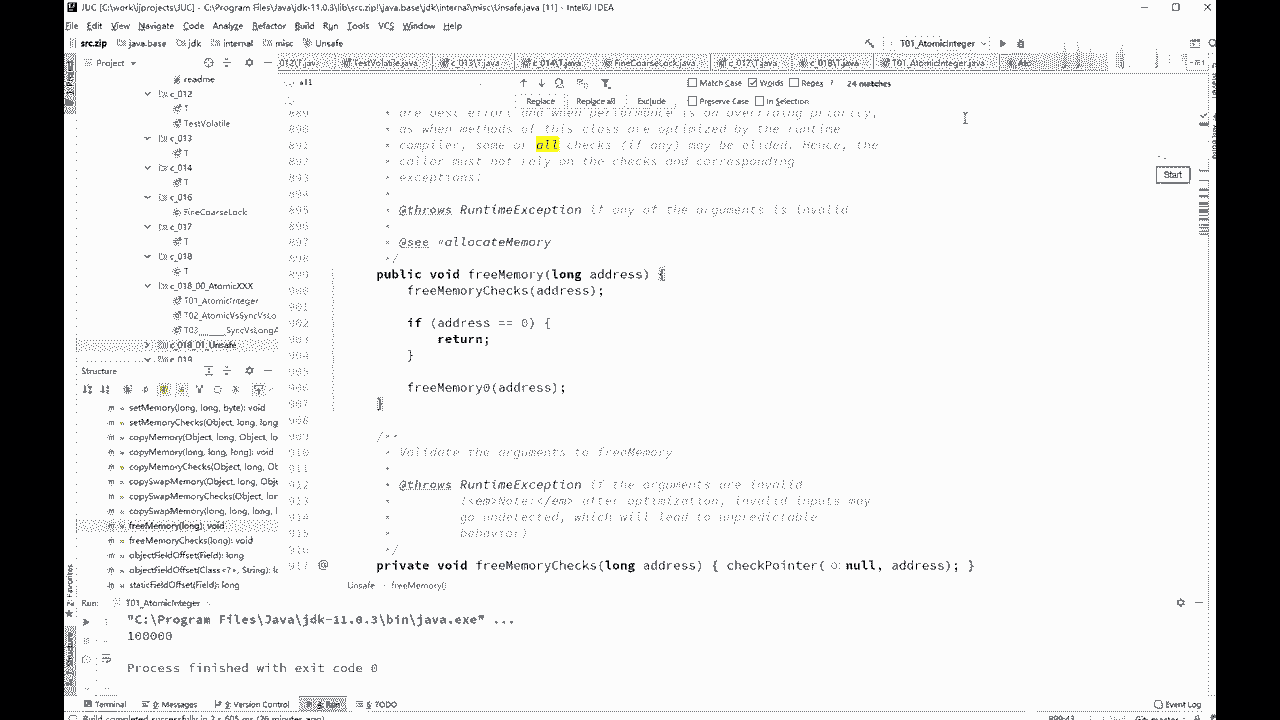 JUC [C:\work\ijprojects\JUC] - C:\Program Files\Java\jdk-11.0.3\lib\src.zip!\java.base\jdk\internal\misc\Unsafe.java [11] - IntelliJ IDEA
File Edit View Navigate Code Analyze Refactor Build Run Tools VCS Window Help
src.zip java.base jdk internal misc Unsafe T01_AtomicInteger
Project
TestVolatile.java c_013\T.java c_014\T.java FineCoarseLock.java c_017\T.java c_018\T.java T01_AtomicInteger.java
all Match Case Words Regex ? 24 matches
Replace Replace all Exclude Preserve Case In Selection
readme
c_012
T
TestVolatile
c_013
T
c_014
T
c_016
FineCoarseLock
c_017
T
c_018
T
c_018_00_AtomicXXX
T01_AtomicInteger
T02_AtomicVsSyncVsLo
c_018_01_Unsafe
c_019
889 * are best effort, and when performance is an overriding priority,
890 * as when methods of this class are optimized by the runtime
891 * compiler, some or all checks (if any) may be elided. Hence, the
892 * caller must not rely on the checks and corresponding
893 * exceptions!
894 *
895 * @throws RuntimeException if any of the arguments is invalid
896 *
897 * @see #allocateMemory
898 */
899 public void freeMemory(long address) {
900 freeMemoryChecks(address);
901
902 if (address == 0) {
903 return;
904 }
905
906 freeMemory0(address);
907 }
908
909 /**
910 * Validate the arguments to freeMemory
911 *
912 * @throws RuntimeException if the arguments are invalid
913 * (<em>Note:</em> after optimization, invalid inputs may
914 * go undetected, which will lead to unpredictable
915 * behavior)
916 */
917 @ private void freeMemoryChecks(long address) { checkPointer( o: null, address); }
Unsafe freeMemory()
Start
Structure
setMemory(long, long, byte): void
setMemoryChecks(Object, long, long
copyMemory(Object, long, Object, lo
copyMemory(long, long, long): void
copyMemoryChecks(Object, long, Ob
copySwapMemory(Object, long, Obje
copySwapMemoryChecks(Object, lon
copySwapMemory(long, long, long, l
freeMemory(long): void
freeMemoryChecks(long): void
objectFieldOffset(Field): long
objectFieldOffset(Class<?>, String): lo
staticFieldOffset(Field): long
Run: T01_AtomicInteger
"C:\Program Files\Java\jdk-11.0.3\bin\java.exe" ...
100000
Process finished with exit code 0
2: Favorites
Terminal 0: Messages 9: Version Control 4: Run 6: TODO Event Log
Build completed successfully in 2 s 605 ms (26 minutes ago) 899:43